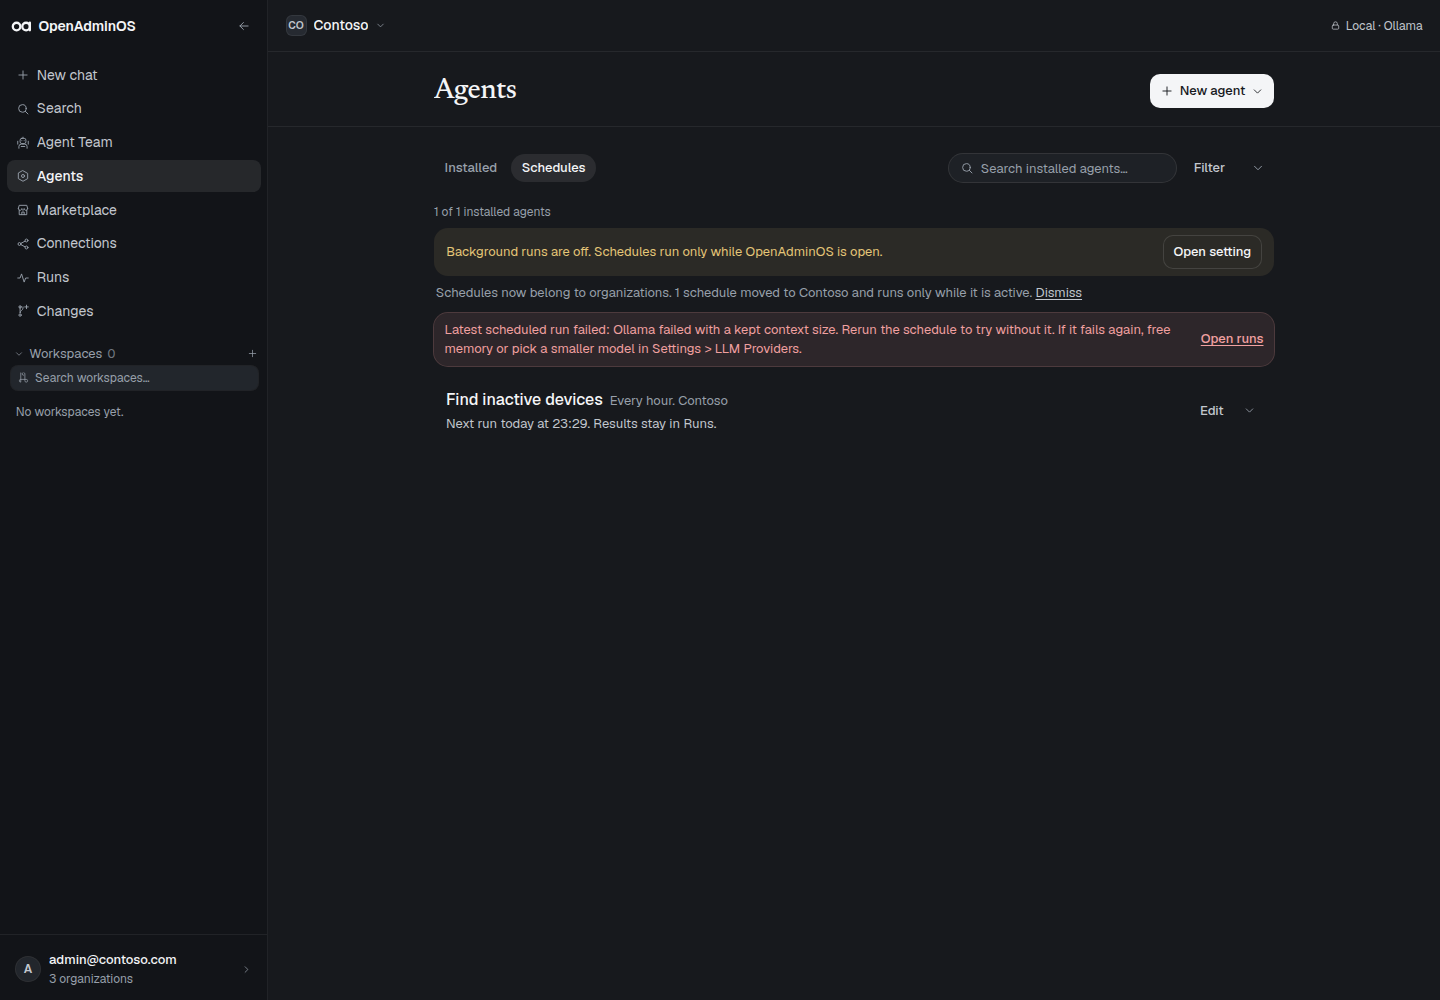 OpenAdminOS
CO Contoso
Local · Ollama
New chat
Search
Agent Team
Agents
Marketplace
Connections
Runs
Changes
Workspaces 0
Search workspaces...
No workspaces yet.
Agents
New agent
Installed
Schedules
Search installed agents...
Filter
1 of 1 installed agents
Background runs are off. Schedules run only while OpenAdminOS is open.
Open setting
Schedules now belong to organizations. 1 schedule moved to Contoso and runs only while it is active. Dismiss
Latest scheduled run failed: Ollama failed with a kept context size. Rerun the schedule to try without it. If it fails again, free
memory or pick a smaller model in Settings > LLM Providers.
Open runs
Find inactive devices Every hour. Contoso
Next run today at 23:29. Results stay in Runs.
Edit
A
admin@contoso.com
3 organizations